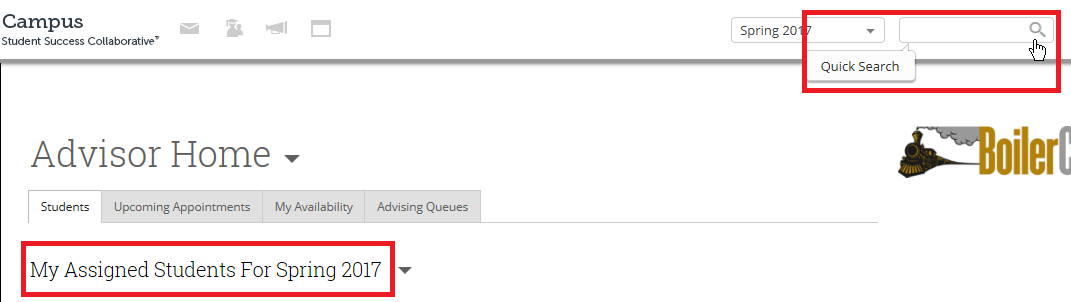 Campus
Student Success Collaborative™
Spring 2017
Quick Search
Advisor Home
Boiler
Students Upcoming Appointments My Availability Advising Queues
My Assigned Students For Spring 2017